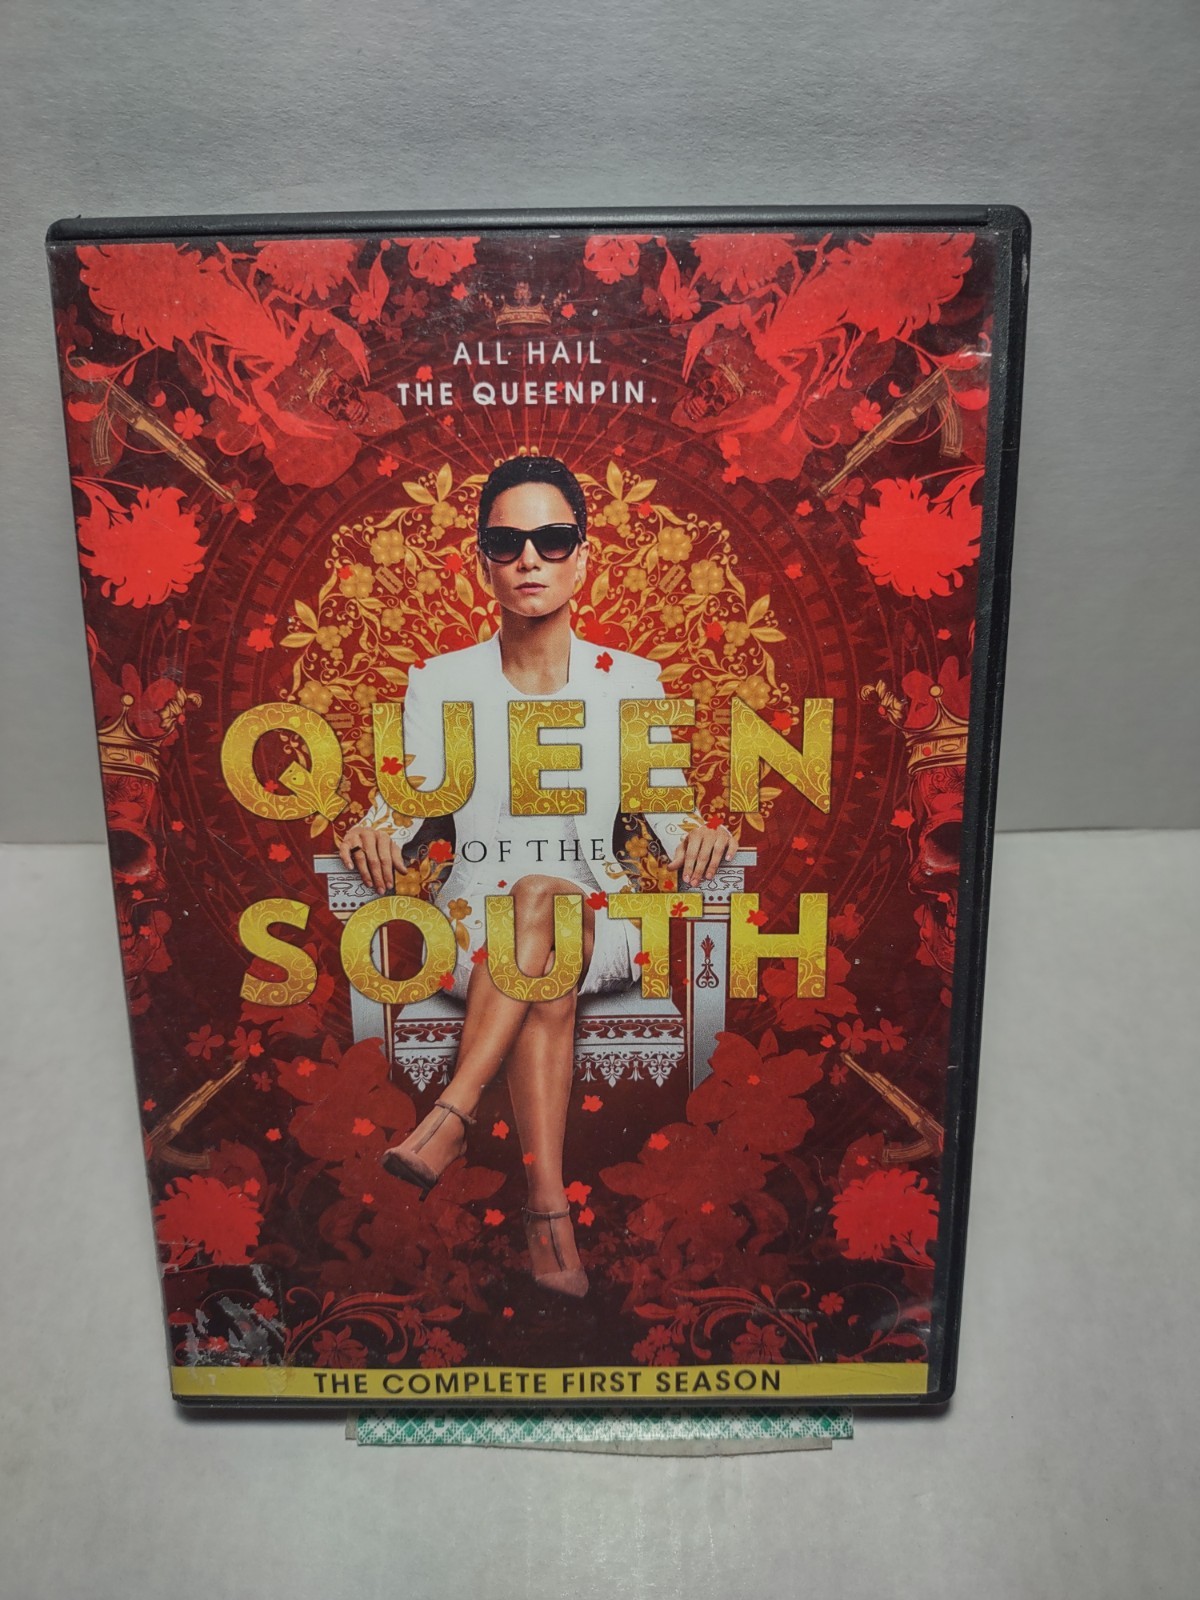 ALL HAIL
THE QUEENPIN.
QUEEN
OF THE
SOUTH
THE COMPLETE FIRST SEASON